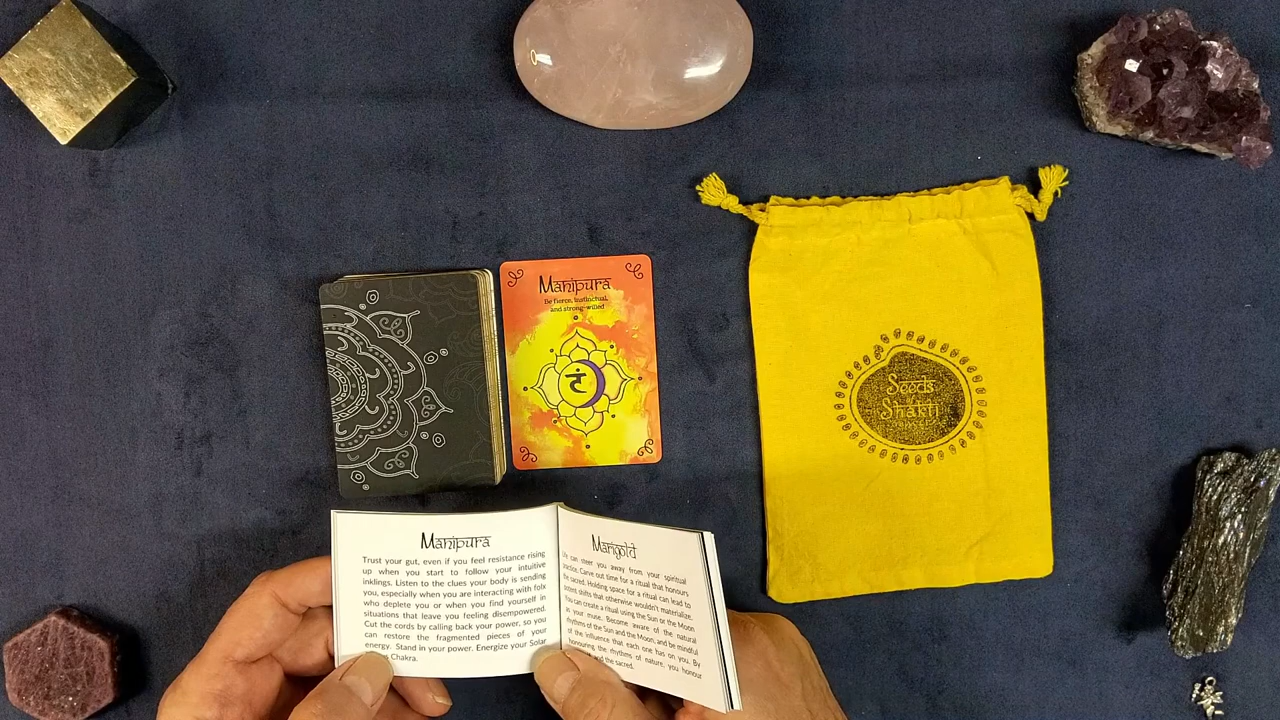 Manipura
Be fierce, instinctual,
and strong-willed
हं
Seeds
of
Shakti
Manipura
Trust your gut, even if you feel resistance rising
up when you start to follow your intuitive
inklings. Listen to the clues your body is sending
you, especially when you are interacting with folx
who deplete you or when you find yourself in
situations that leave you feeling disempowered.
Cut the cords by calling back your power, so you
can restore the fragmented pieces of your
energy. Stand in your power. Energize your Solar
Chakra.
Marigold
Life can steer you away from your spiritual
practice. Carve out time for a ritual that honours
the sacred. Holding space for a ritual can lead to
potent shifts that otherwise wouldn't materialize.
You can create a ritual using the Sun or the Moon
as your muse. Become aware of the natural
rhythms of the Sun and the Moon, and be mindful
of the influence that each one has on you. By
honouring the rhythms of nature, you honour
and the sacred.